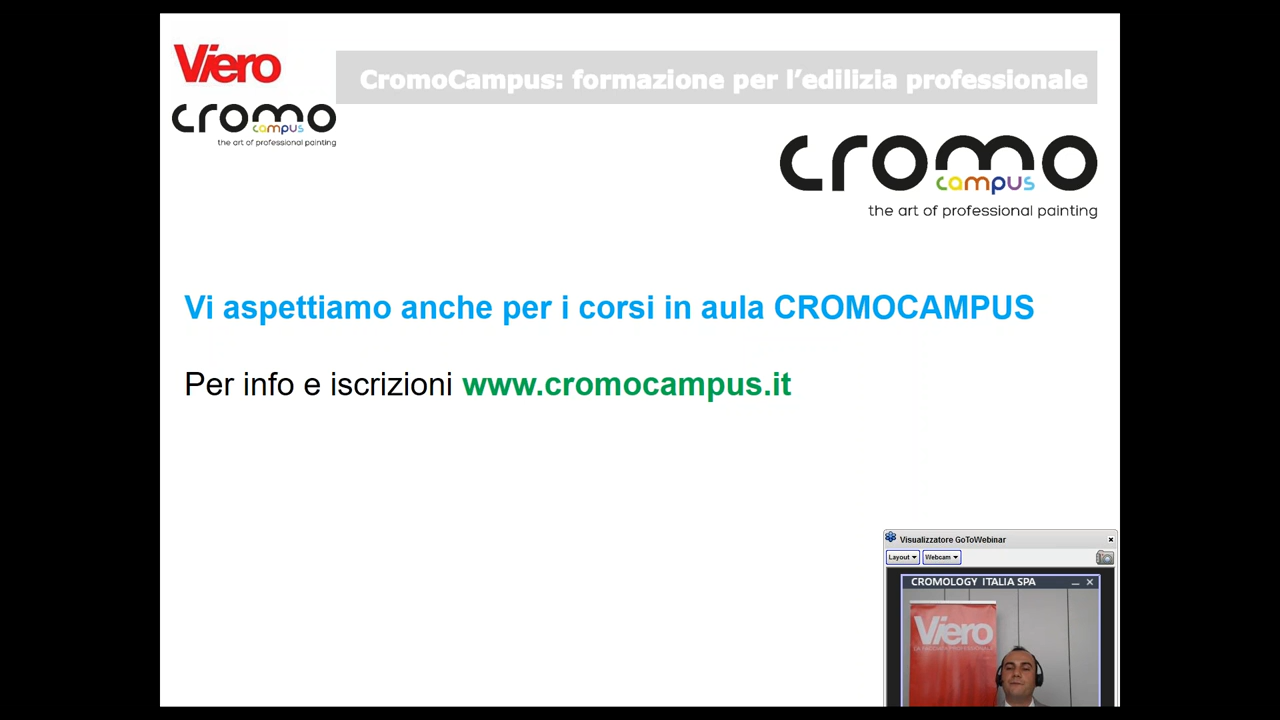 Viero
CromoCampus: formazione per l’edilizia professionale
cromo
campus
the art of professional painting
cromo
campus
the art of professional painting
Vi aspettiamo anche per i corsi in aula CROMOCAMPUS
Per info e iscrizioni www.cromocampus.it
Visualizzatore GoToWebinar
Layout
Webcam
CROMOLOGY ITALIA SPA
Viero